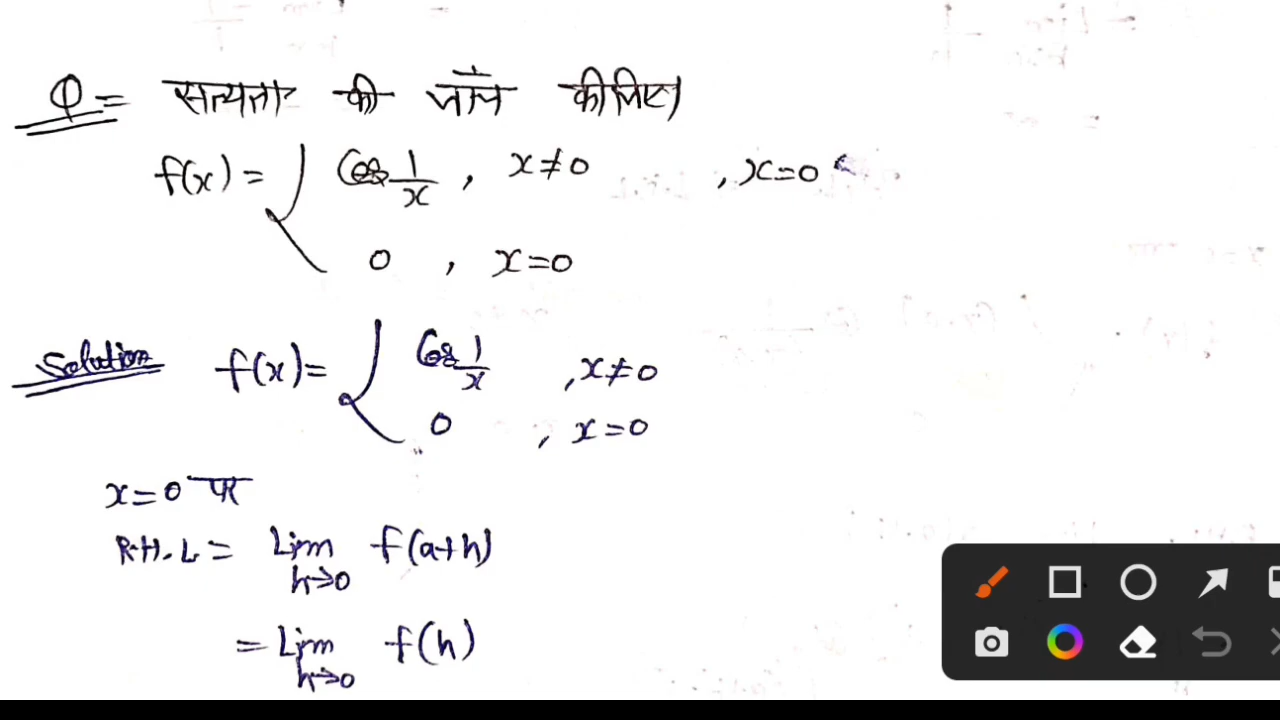 Q= सत्यता की जाँच कीजिए।
f(x) = { Cos 1/x , x≠0 , x=0
0 , x=0
Solution f(x)= { Cos 1/x , x≠0
0 , x=0
x=0 पर
R.H.L = Lim h→0 f(a+h)
= Lim h→0 f(h)